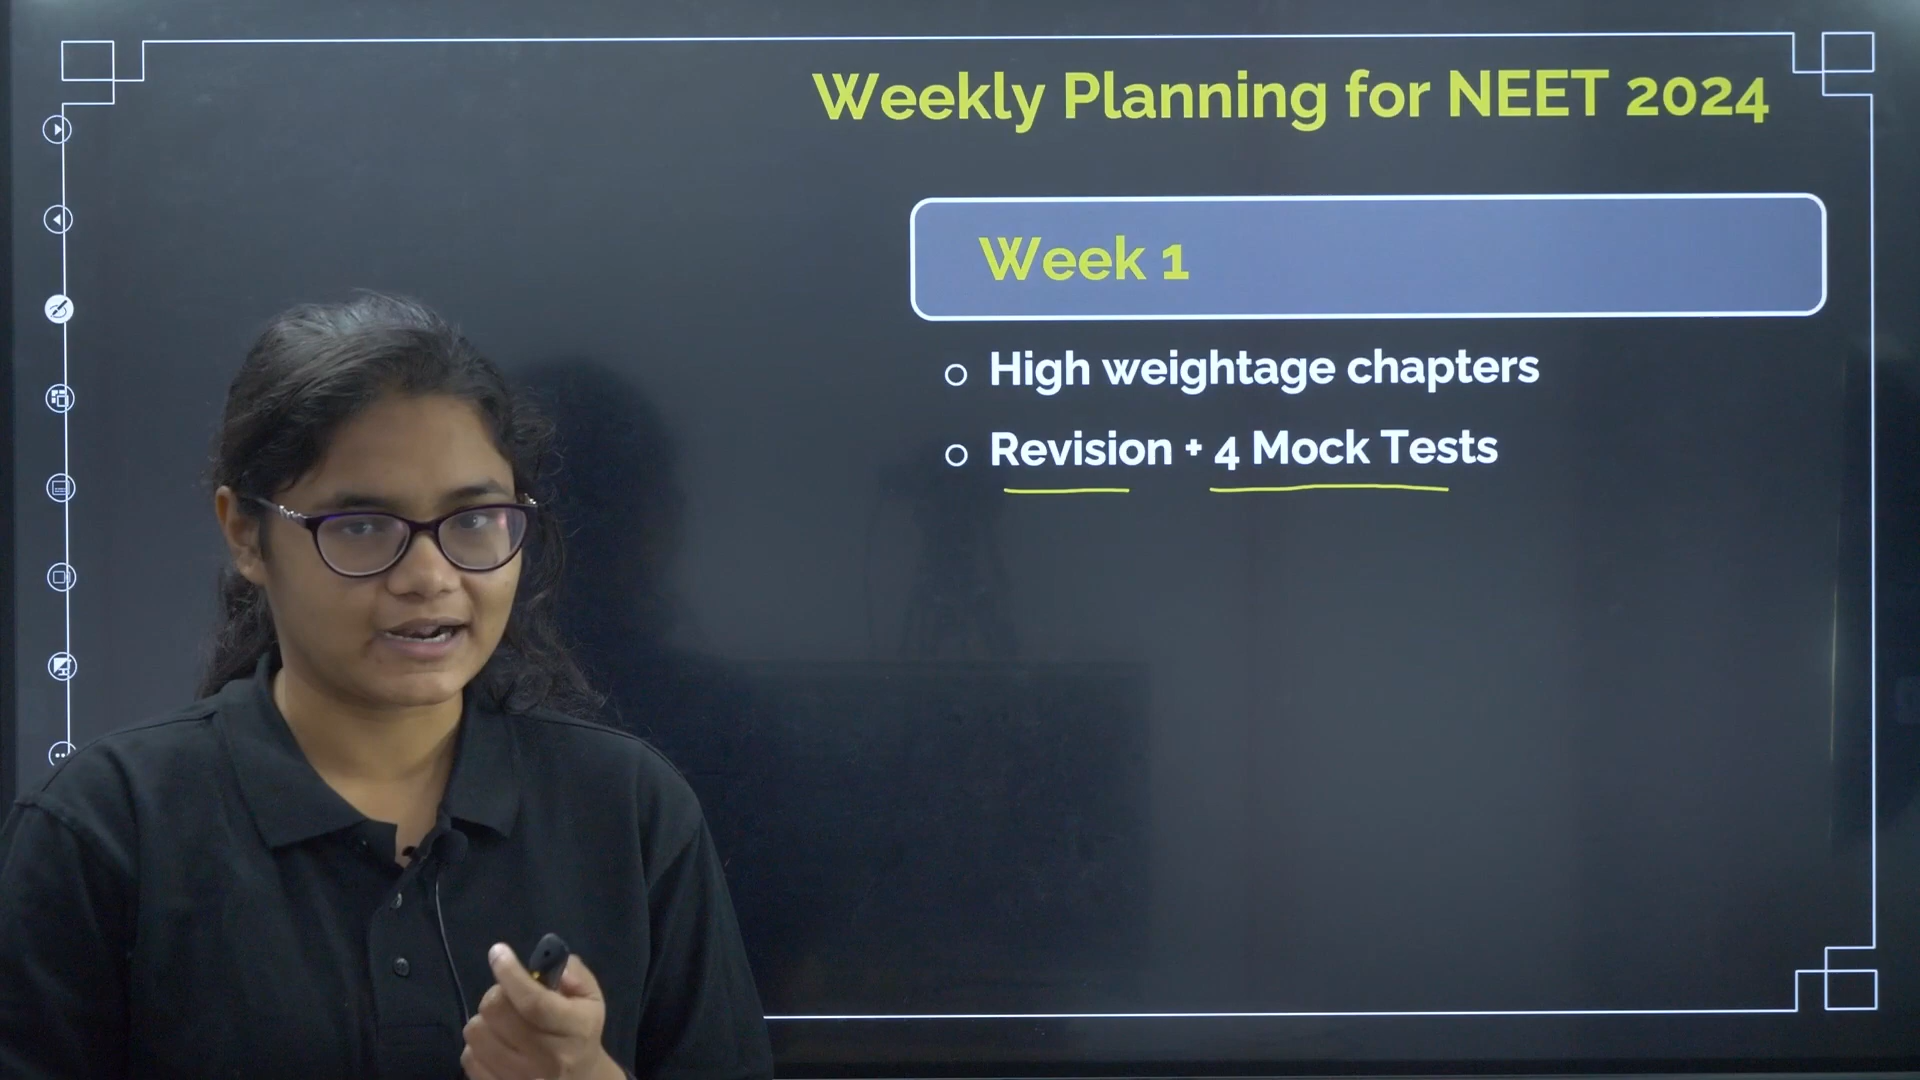 Weekly Planning for NEET 2024
Week 1
High weightage chapters
Revision + 4 Mock Tests